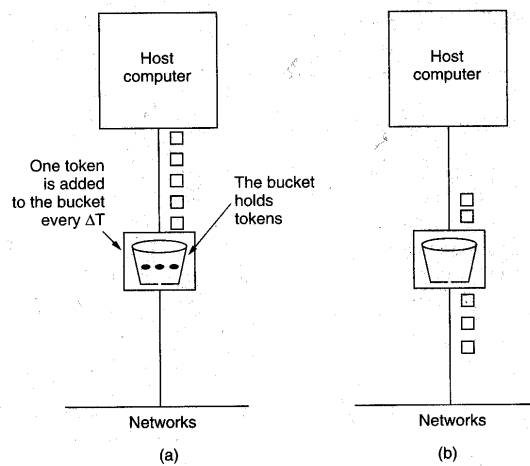 Host
computer
One token
is added
to the bucket
every ΔT
The bucket
holds
tokens
Networks
(a)
Host
computer
Networks
(b)